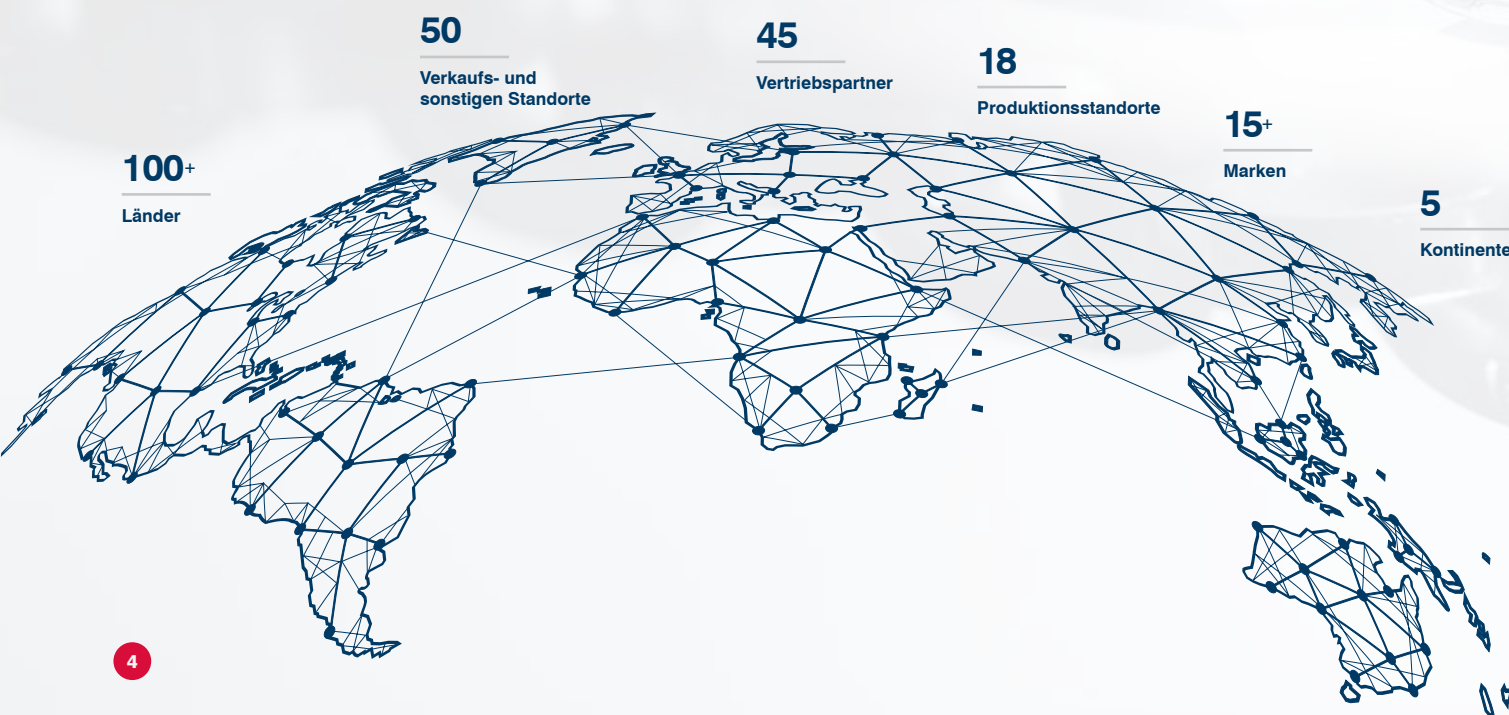 100+
Länder
50
Verkaufs- und
sonstigen Standorte
45
Vertriebspartner
18
Produktionsstandorte
15+
Marken
5
Kontinente
4